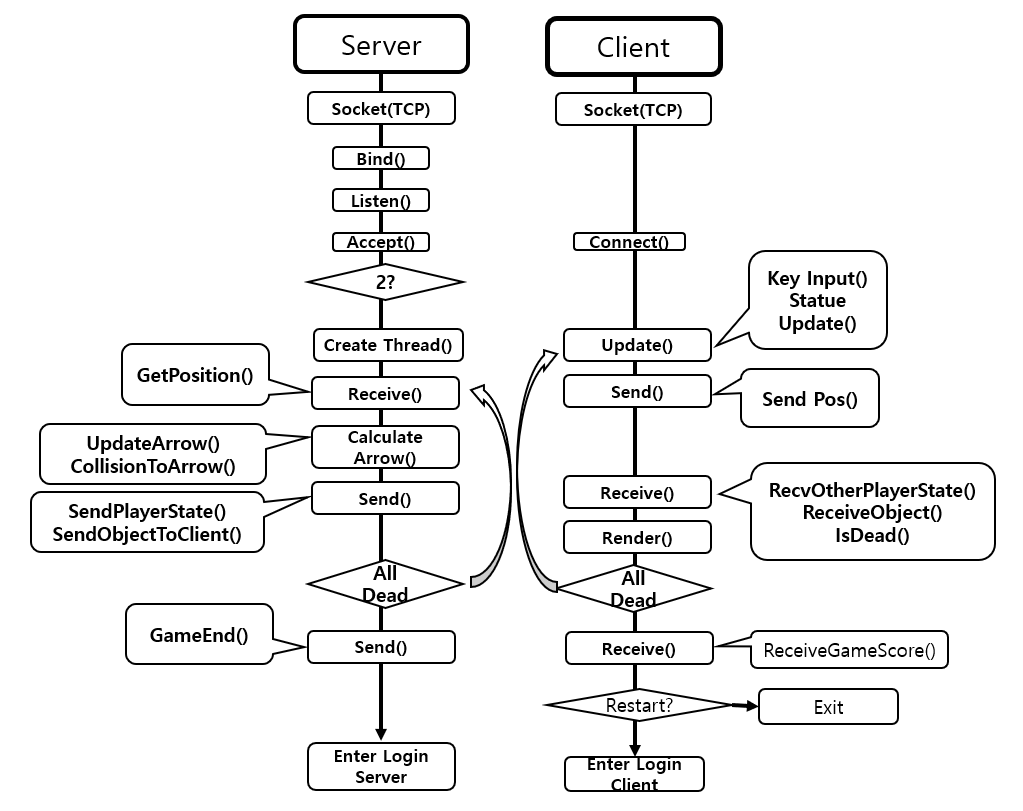 Server
Client
Socket(TCP)
Socket(TCP)
Bind()
Listen()
Accept()
Connect()
2?
Key Input()
Statue
Update()
Create Thread()
Update()
GetPosition()
Receive()
Send()
Send Pos()
UpdateArrow()
CollisionToArrow()
Calculate
Arrow()
SendPlayerState()
SendObjectToClient()
Send()
Receive()
RecvOtherPlayerState()
ReceiveObject()
IsDead()
Render()
All
Dead
All
Dead
GameEnd()
Send()
Receive()
ReceiveGameScore()
Restart?
Exit
Enter Login
Server
Enter Login
Client